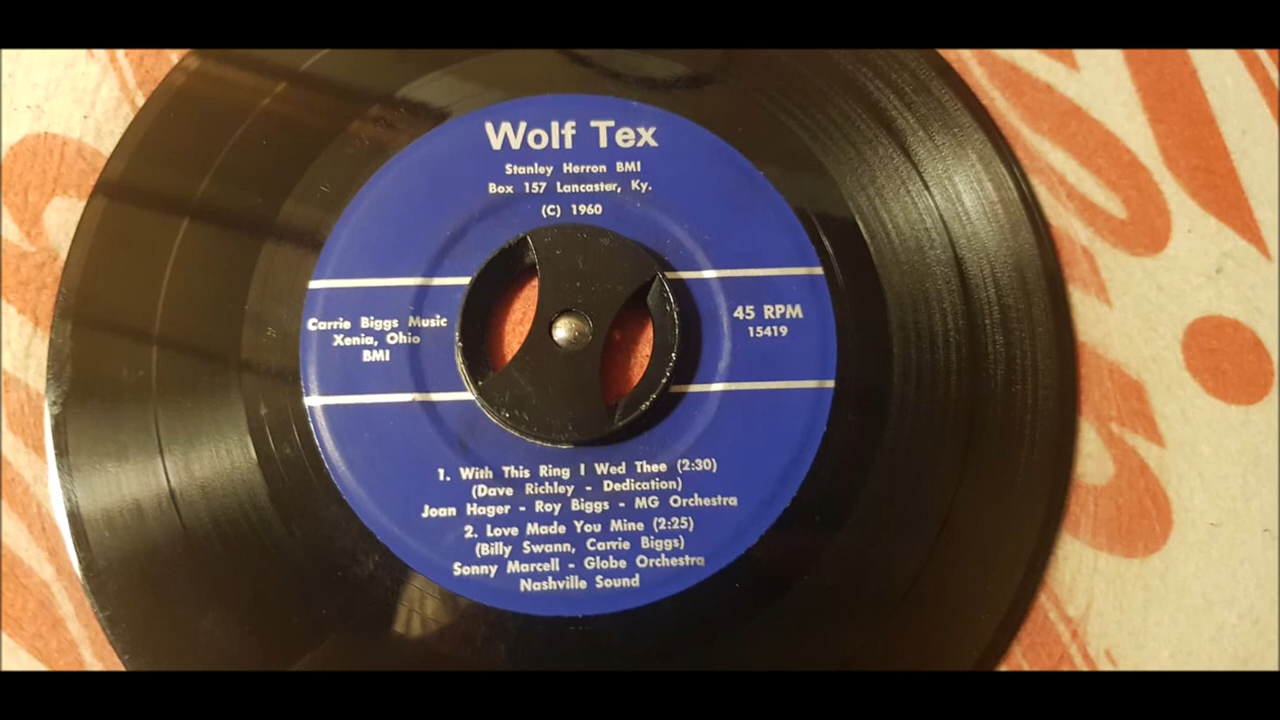 Wolf Tex
Stanley Herron BMI
Box 157 Lancaster, Ky.
(C) 1960
Carrie Biggs Music
Xenia, Ohio
BMI
45 RPM
15419
1. With This Ring I Wed Thee (2:30)
(Dave Richley - Dedication)
Joan Hager - Roy Biggs - MG Orchestra
2. Love Made You Mine (2:25)
(Billy Swann, Carrie Biggs)
Sonny Marcell - Globe Orchestra
Nashville Sound